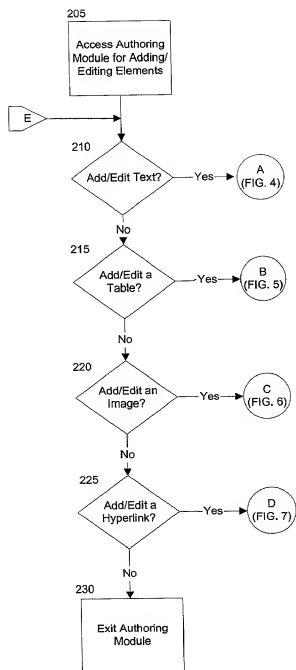 205
Access Authoring
Module for Adding/
Editing Elements
E
210
Add/Edit Text?
Yes
A
(FIG. 4)
No
215
Add/Edit a
Table?
Yes
B
(FIG. 5)
No
220
Add/Edit an
Image?
Yes
C
(FIG. 6)
No
225
Add/Edit a
Hyperlink?
Yes
D
(FIG. 7)
No
230
Exit Authoring
Module